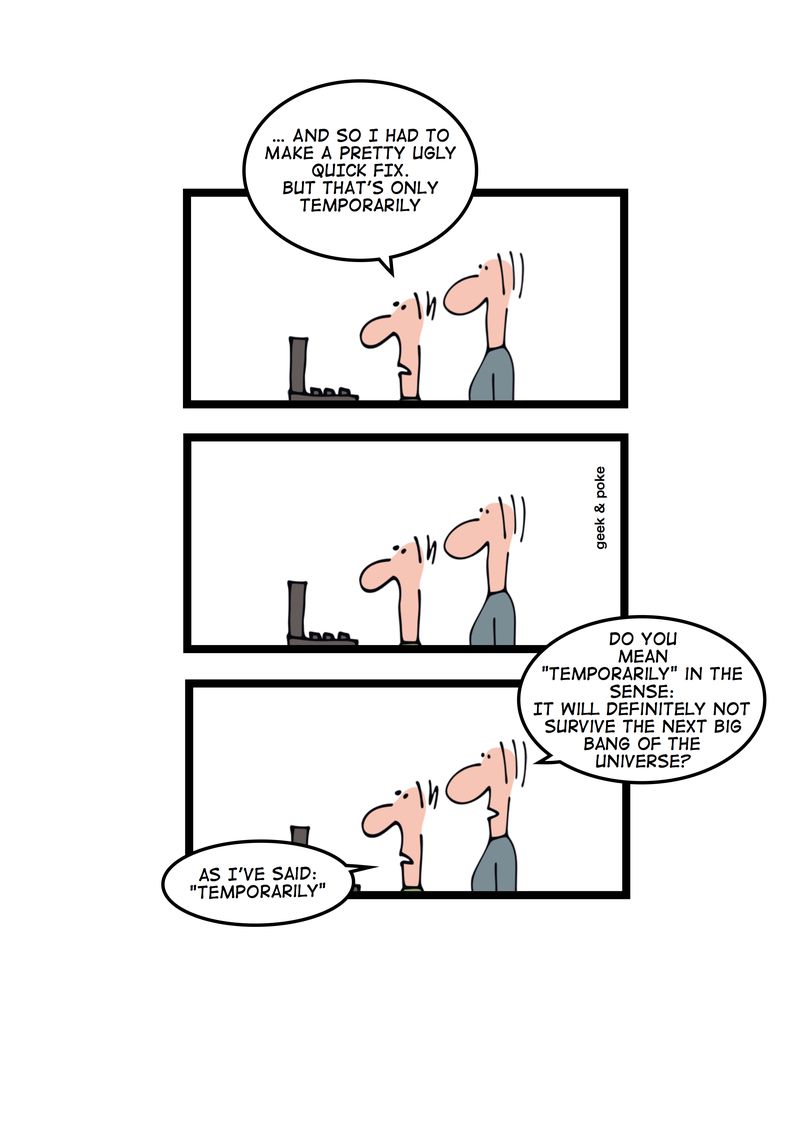 ... AND SO I HAD TO
MAKE A PRETTY UGLY
QUICK FIX.
BUT THAT'S ONLY
TEMPORARILY
geek & poke
DO YOU
MEAN
"TEMPORARILY" IN THE
SENSE:
IT WILL DEFINITELY NOT
SURVIVE THE NEXT BIG
BANG OF THE
UNIVERSE?
AS I'VE SAID:
"TEMPORARILY"